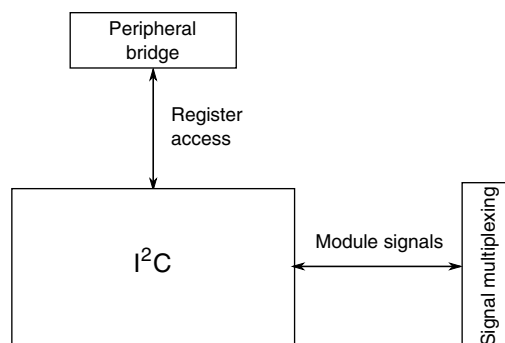 Peripheral
bridge
Register
access
I²C
Module signals
Signal multiplexing